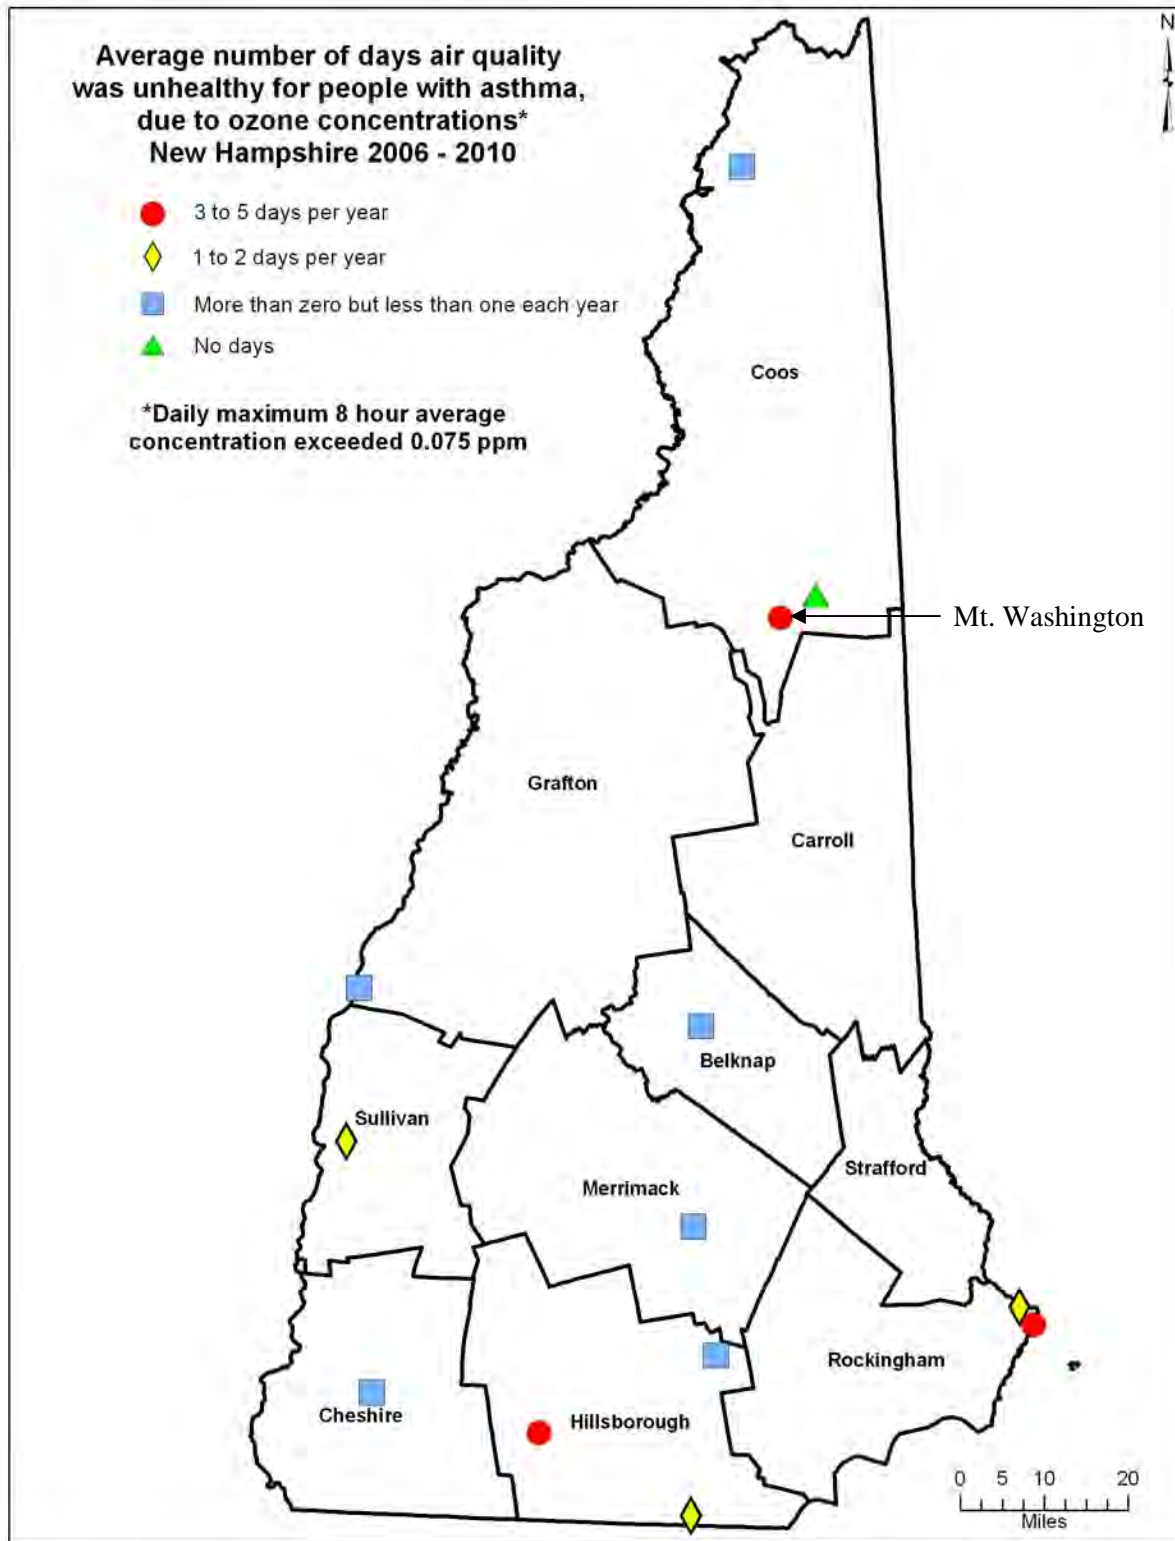 Average number of days air quality
was unhealthy for people with asthma,
due to ozone concentrations*
New Hampshire 2006 - 2010
N
3 to 5 days per year
1 to 2 days per year
More than zero but less than one each year
No days
*Daily maximum 8 hour average
concentration exceeded 0.075 ppm
Coos
Mt. Washington
Grafton
Carroll
Belknap
Sullivan
Strafford
Merrimack
Rockingham
Cheshire
Hillsborough
0 5 10 20
Miles